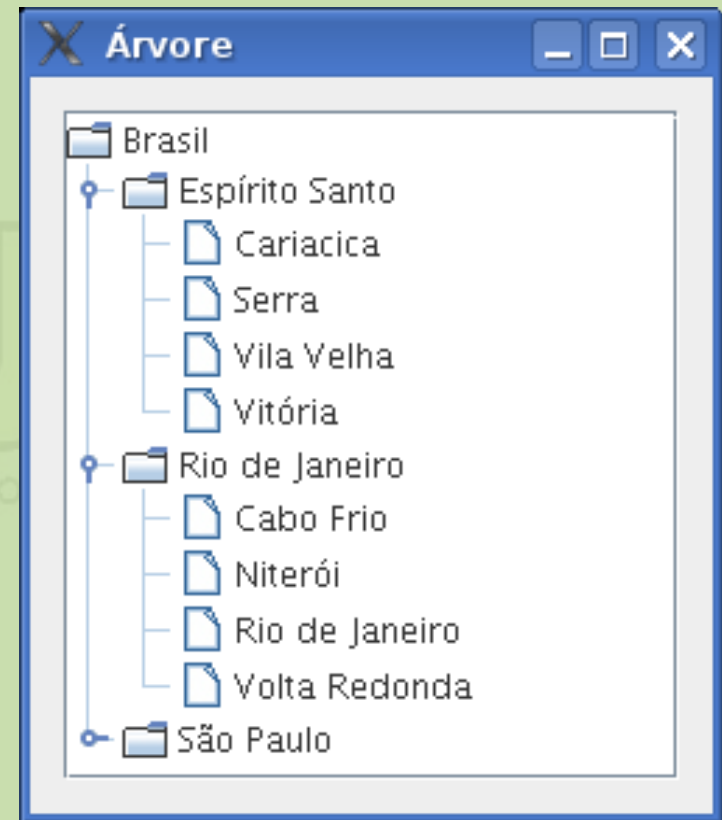 Árvore
Brasil
Espírito Santo
Cariacica
Serra
Vila Velha
Vitória
Rio de Janeiro
Cabo Frio
Niterói
Rio de Janeiro
Volta Redonda
São Paulo